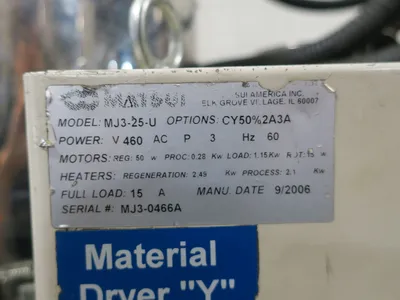 MATSUI
SUI AMERICA INC.
ELK GROVE VILLAGE, IL 60007
MODEL: MJ3-25-U OPTIONS: CY50%2A3A
POWER: V 460 AC P 3 Hz 60
MOTORS: REG: 50 W PROC: 0.28 Kw LOAD: 1.15 Kw W
HEATERS: REGENERATION: 2.49 Kw PROCESS: 2.1 Kw
FULL LOAD: 15 A MANU. DATE 9/2006
SERIAL #: MJ3-0466A
Material
Dryer "Y"